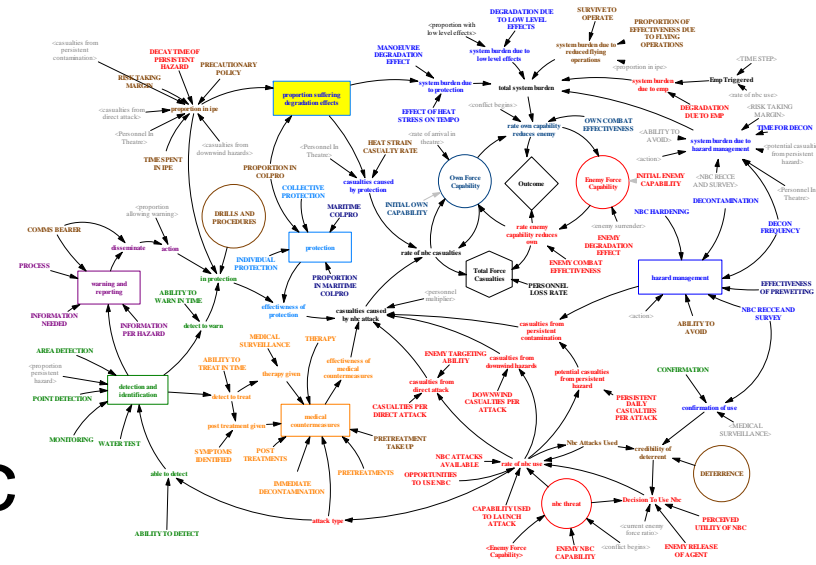 DEGRADATION DUE
TO LOW LEVEL
EFFECTS
SURVIVE TO
OPERATE
PROPORTION OF
EFFECTIVENESS DUE
TO FLYING
OPERATIONS
<proportion with
low level effects>
<casualties from
persistent
contamination>
DECAY TIME OF
PERSISTENT
HAZARD
PRECAUTIONARY
POLICY
MANOEUVRE
DEGRADATION
EFFECT
system burden due to
low level effects
system burden due to
reduced flying
operations
<TIME STEP>
<proportion in ipe>
RISK TAKING
MARGIN
proportion suffering
degradation effects
system burden due
to protection
total system burden
system burden
due to emp
Emp Triggered
<rate of nbc use>
<casualties from
direct attack>
proportion in ipe
<conflict begins>
EFFECT OF HEAT
STRESS ON TEMPO
DEGRADATION
DUE TO EMP
<RISK TAKING
MARGIN>
<Personnel In
Theatre>
<casualties from
downwind hazards>
<rate of arrival in
theatre>
rate own capability
reduces enemy
OWN COMBAT
EFFECTIVENESS
<ABILITY TO
AVOID>
TIME FOR DECON
system burden due to
hazard management
<potential casualties
from persistent
hazard>
TIME SPENT
IN IPE
<Personnel In
Theatre>
HEAT STRAIN
CASUALTY RATE
<action>
PROPORTION IN
COLPRO
casualties caused
by protection
Own Force
Capability
Outcome
Enemy Force
Capability
INITIAL ENEMY
CAPABILITY
<NBC RECCE
AND SURVEY>
<Personnel In
Theatre>
COLLECTIVE
PROTECTION
INITIAL OWN
CAPABILITY
DECONTAMINATION
NBC HARDENING
<proportion
allowing warning>
DRILLS AND
PROCEDURES
MARITIME
COLPRO
rate enemy
capability reduces
own
<enemy surrender>
DECON
FREQUENCY
COMMS BEARER
disseminate
action
protection
rate of nbc casualties
ENEMY
DEGRADATION
EFFECT
PROCESS
INDIVIDUAL
PROTECTION
ENEMY COMBAT
EFFECTIVENESS
warning and
reporting
in protection
PROPORTION
IN MARITIME
COLPRO
Total Force
Casualties
PERSONNEL
LOSS RATE
hazard management
EFFECTIVENESS
OF PREWETTING
ABILITY TO
WARN IN TIME
<personnel
multiplier>
INFORMATION
NEEDED
INFORMATION
PER HAZARD
detect to warn
effectiveness of
protection
casualties caused
by nbc attack
casualties from
persistent
contamination
<action>
ABILITY TO
AVOID
NBC RECCE AND
SURVEY
AREA DETECTION
MEDICAL
SURVEILLANCE
THERAPY
<proportion
persistent
hazard>
ABILITY TO
TREAT IN TIME
therapy given
effectiveness of
medical
countermeasures
ENEMY TARGETING
ABILITY
casualties from
downwind hazards
potential casualties
from persistent
hazard
CONFIRMATION
detection and
identification
detect to treat
casualties from
direct attack
POINT DETECTION
post treatment given
medical
countermeasures
CASUALTIES PER
DIRECT ATTACK
DOWNWIND
CASUALTIES PER
ATTACK
PERSISTENT
DAILY
CASUALTIES
PER ATTACK
confirmation of use
<MEDICAL
SURVEILLANCE>
MONITORING
WATER TEST
SYMPTOMS
IDENTIFIED
POST
TREATMENTS
PRETREATMENT
TAKE UP
Nbc Attacks Used
credibility of
deterrent
NBC ATTACKS
AVAILABLE
rate of nbc use
able to detect
IMMEDIATE
DECONTAMINATION
PRETREATMENTS
OPPORTUNITIES
TO USE NBC
DETERRENCE
nbc threat
Decision To Use Nbc
CAPABILITY USED
TO LAUNCH
ATTACK
attack type
ABILITY TO DETECT
<current enemy
force ratio>
PERCEIVED
UTILITY OF NBC
<Enemy Force
Capability>
ENEMY NBC
CAPABILITY
<conflict begins>
ENEMY RELEASE
OF AGENT
C